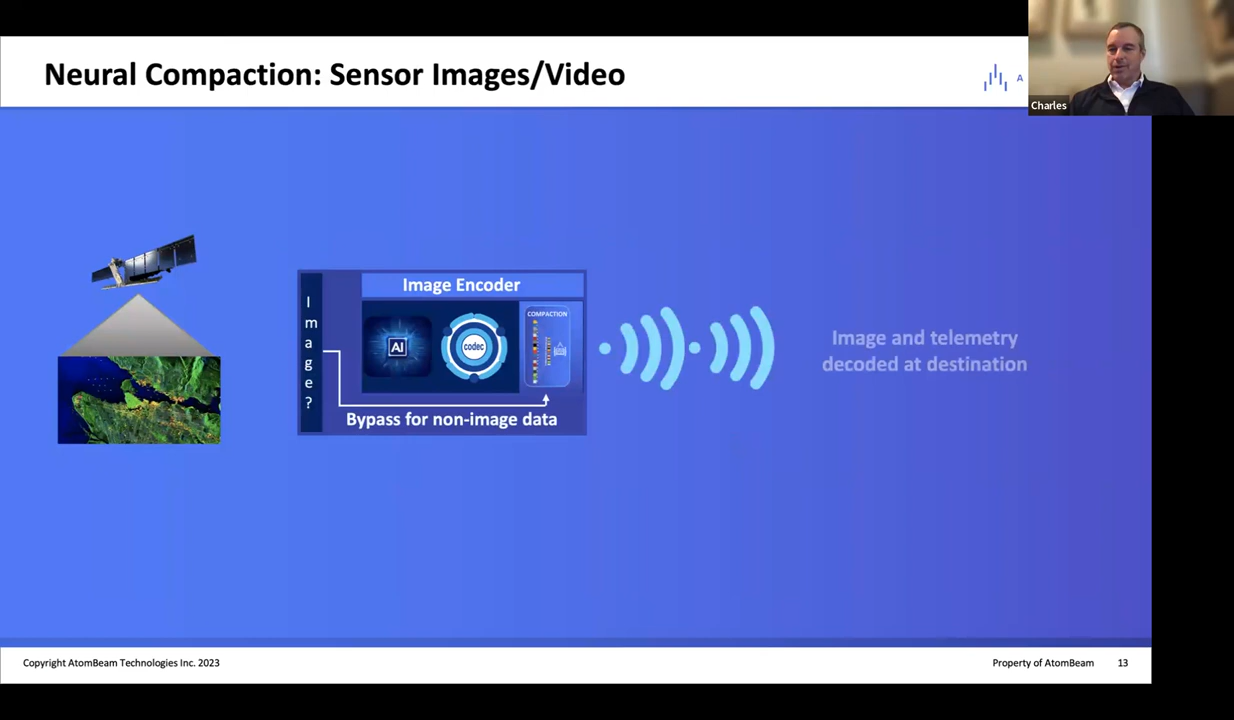 Neural Compaction: Sensor Images/Video
A
Charles
Image?
Image Encoder
AI
codec
COMPACTION
Bypass for non-image data
Image and telemetry
decoded at destination
Copyright AtomBeam Technologies Inc. 2023
Property of AtomBeam
13